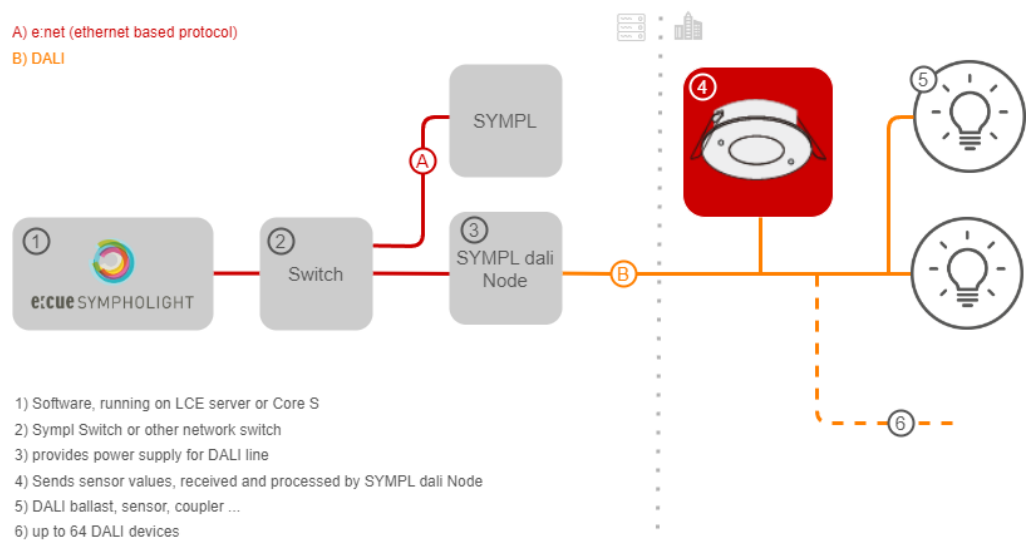 A) e:net (ethernet based protocol)
B) DALI
4
5
SYMPL
A
1
2
3
e:cue SYMPHOLIGHT
Switch
SYMPL dali
Node
B
6
1) Software, running on LCE server or Core S
2) Sympl Switch or other network switch
3) provides power supply for DALI line
4) Sends sensor values, received and processed by SYMPL dali Node
5) DALI ballast, sensor, coupler ...
6) up to 64 DALI devices